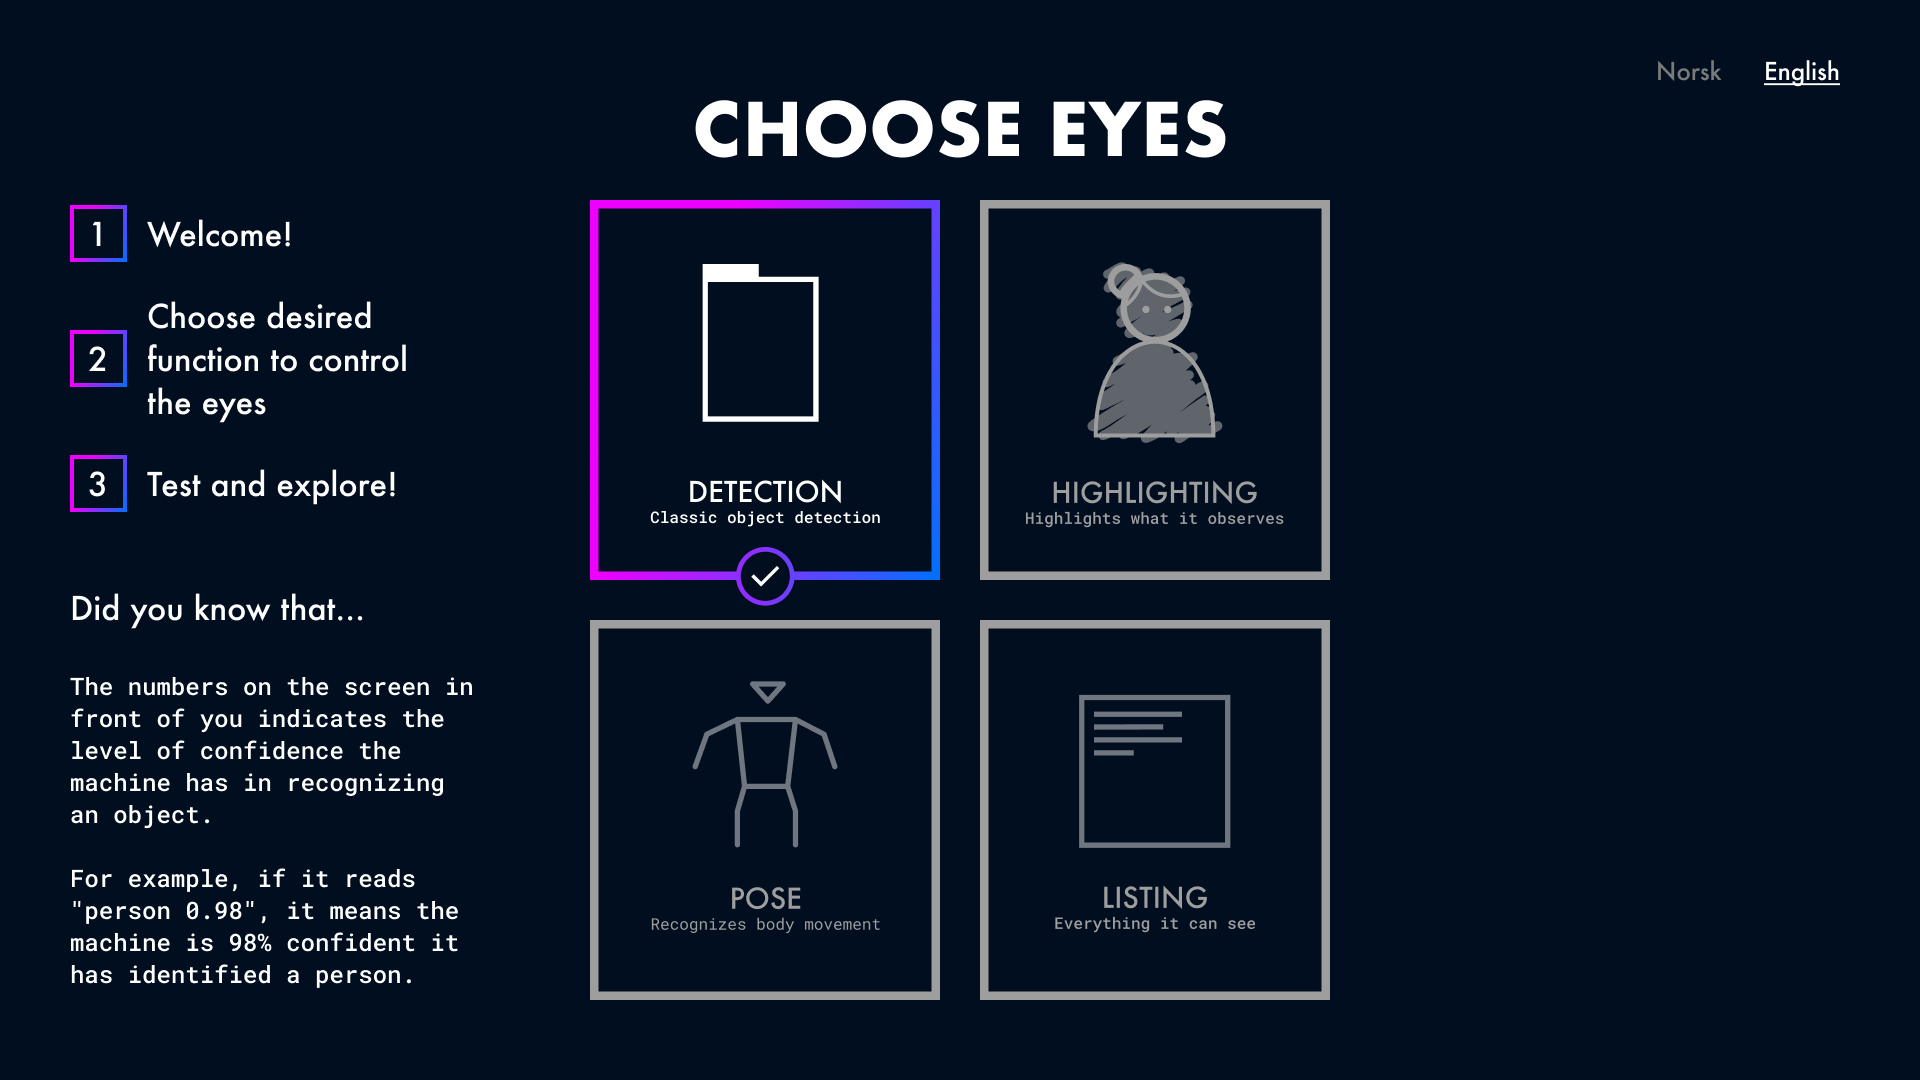 Norsk English
CHOOSE EYES
1 Welcome!
2 Choose desired
function to control
the eyes
3 Test and explore!
Did you know that...
The numbers on the screen in
front of you indicates the
level of confidence the
machine has in recognizing
an object.
For example, if it reads
"person 0.98", it means the
machine is 98% confident it
has identified a person.
DETECTION
Classic object detection
HIGHLIGHTING
Highlights what it observes
POSE
Recognizes body movement
LISTING
Everything it can see